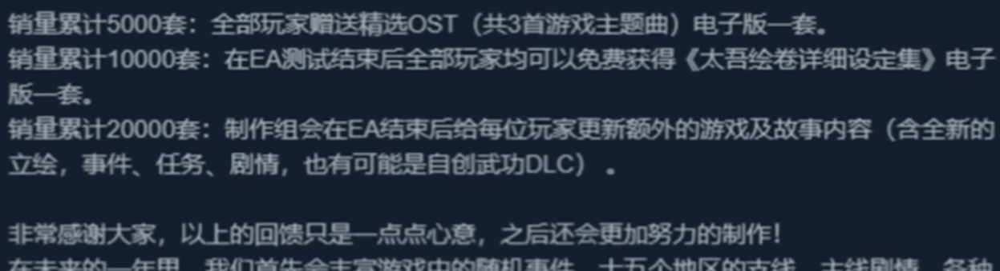 销量累计5000套：全部玩家赠送精选OST（共3首游戏主题曲）电子版一套。
销量累计10000套：在EA测试结束后全部玩家均可以免费获得《太吾绘卷详细设定集》电子
版一套。
销量累计20000套：制作组会在EA结束后给每位玩家更新额外的游戏及故事内容（含全新的
立绘，事件、任务、剧情，也有可能是自创武功DLC） 。
非常感谢大家，以上的回馈只是一点点心意，之后还会更加努力的制作！
在未来的一年里，我们首先会丰富游戏中的随机事件、十五个地区的支线、主线剧情、各种